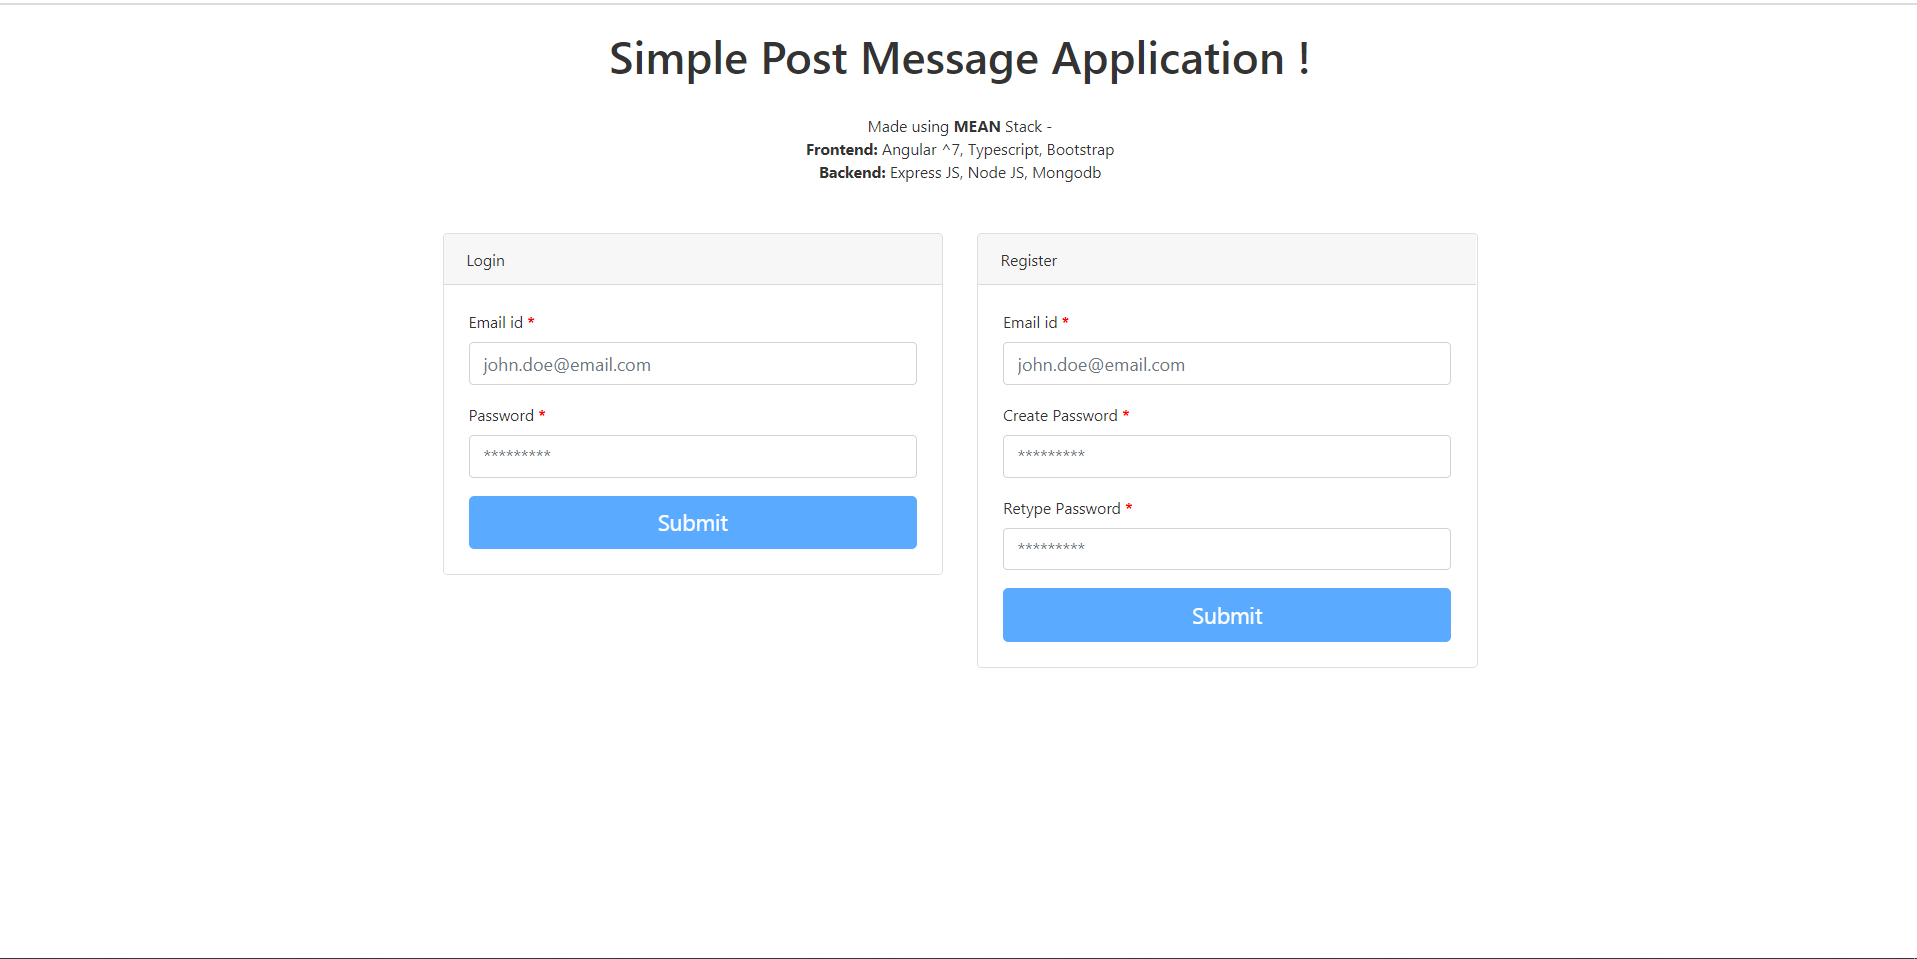 Simple Post Message Application !
Made using MEAN Stack -
Frontend: Angular ^7, Typescript, Bootstrap
Backend: Express JS, Node JS, Mongodb
Login
Email id *
john.doe@email.com
Password *
*********
Submit
Register
Email id *
john.doe@email.com
Create Password *
*********
Retype Password *
*********
Submit